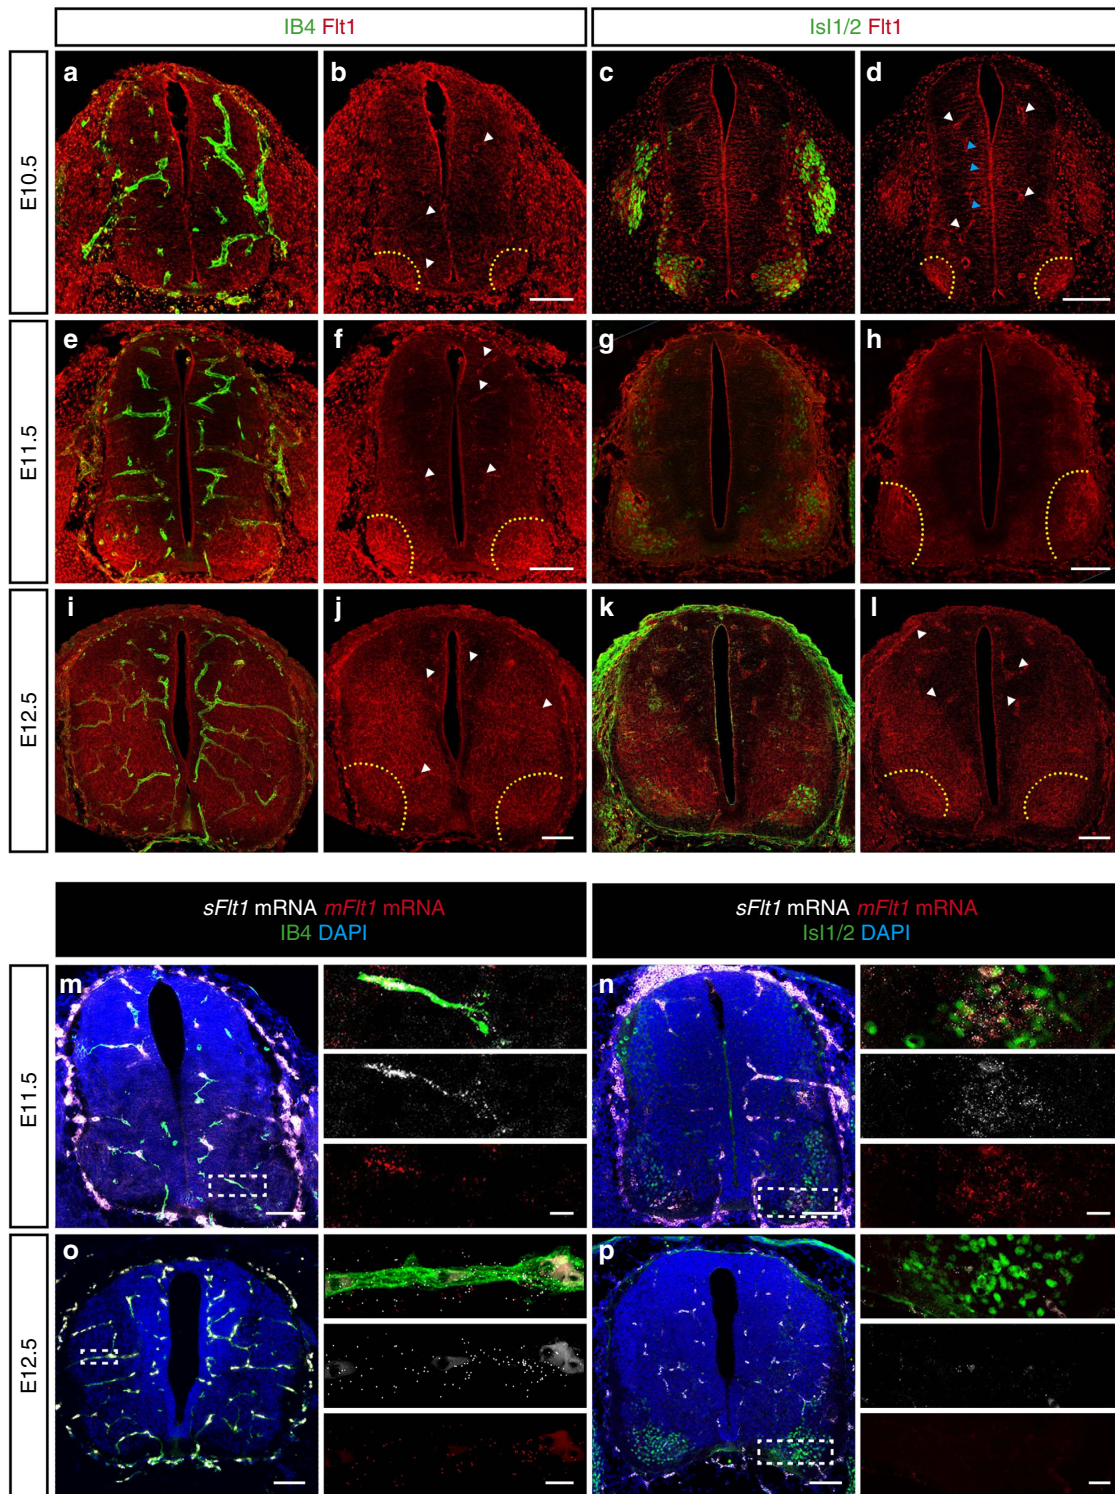 IB4 Flt1
Isl1/2 Flt1
E10.5
a
b
c
d
E11.5
e
f
g
h
E12.5
i
j
k
l
sFlt1 mRNA mFlt1 mRNA
IB4 DAPI
sFlt1 mRNA mFlt1 mRNA
Isl1/2 DAPI
E11.5
m
n
E12.5
o
p